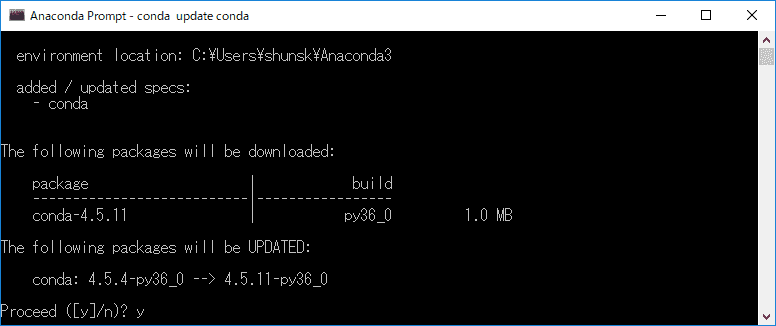 Anaconda Prompt - conda  update conda
environment location: C:¥Users¥shunsk¥Anaconda3
added / updated specs:
- conda
The following packages will be downloaded:
package                    |            build
---------------------------|-----------------
conda-4.5.11               |           py36_0         1.0 MB
The following packages will be UPDATED:
conda: 4.5.4-py36_0 --> 4.5.11-py36_0
Proceed ([y]/n)? y